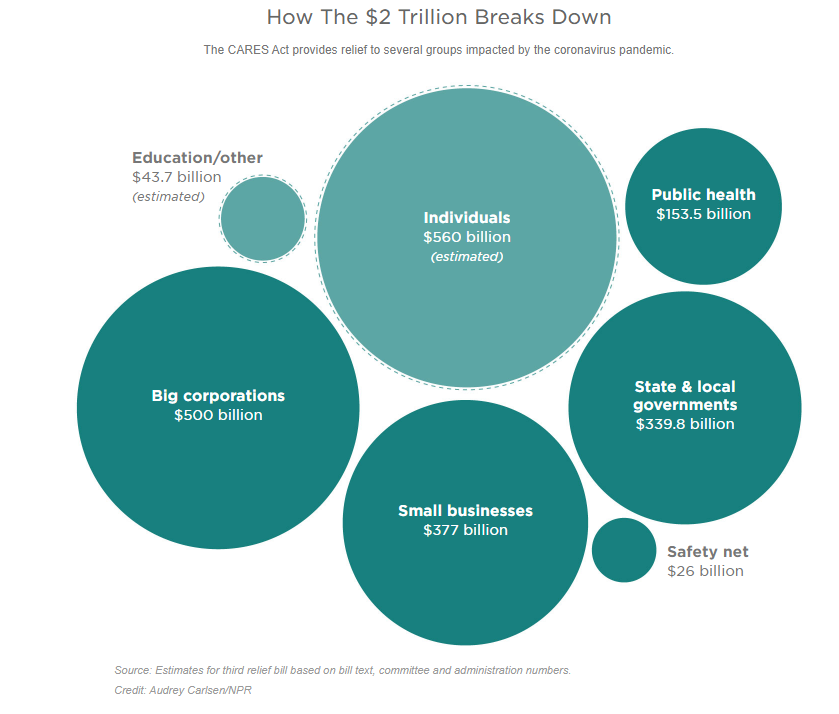 How The $2 Trillion Breaks Down
The CARES Act provides relief to several groups impacted by the coronavirus pandemic.
Education/other
$43.7 billion
(estimated)
Individuals
$560 billion
(estimated)
Public health
$153.5 billion
Big corporations
$500 billion
State & local
governments
$339.8 billion
Small businesses
$377 billion
Safety net
$26 billion
Source: Estimates for third relief bill based on bill text, committee and administration numbers.
Credit: Audrey Carlsen/NPR